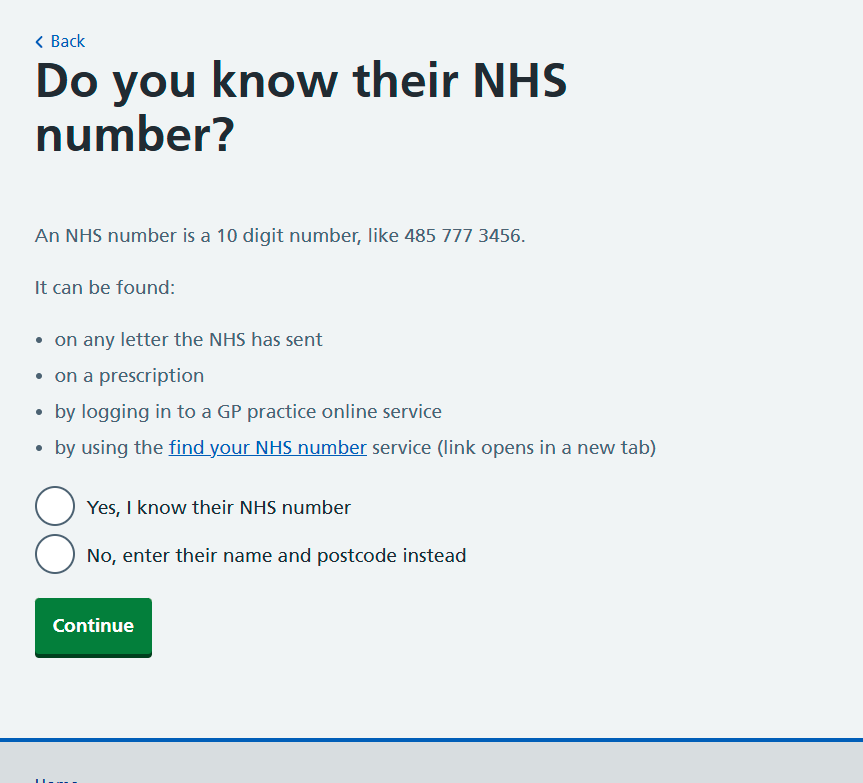 Back
Do you know their NHS
number?
An NHS number is a 10 digit number, like 485 777 3456.
It can be found:
on any letter the NHS has sent
on a prescription
by logging in to a GP practice online service
by using the find your NHS number service (link opens in a new tab)
Yes, I know their NHS number
No, enter their name and postcode instead
Continue
Home